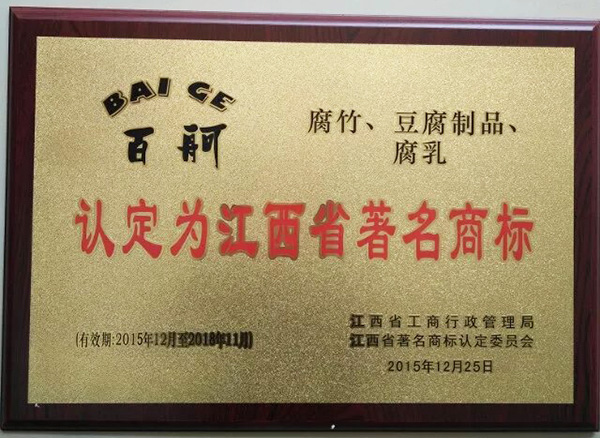 BAI GE
百舸
腐竹、豆腐制品、
腐乳
认定为江西省著名商标
(有效期:2015年12月至2018年11月)
江西省工商行政管理局
江西省著名商标认定委员会
2015年12月25日